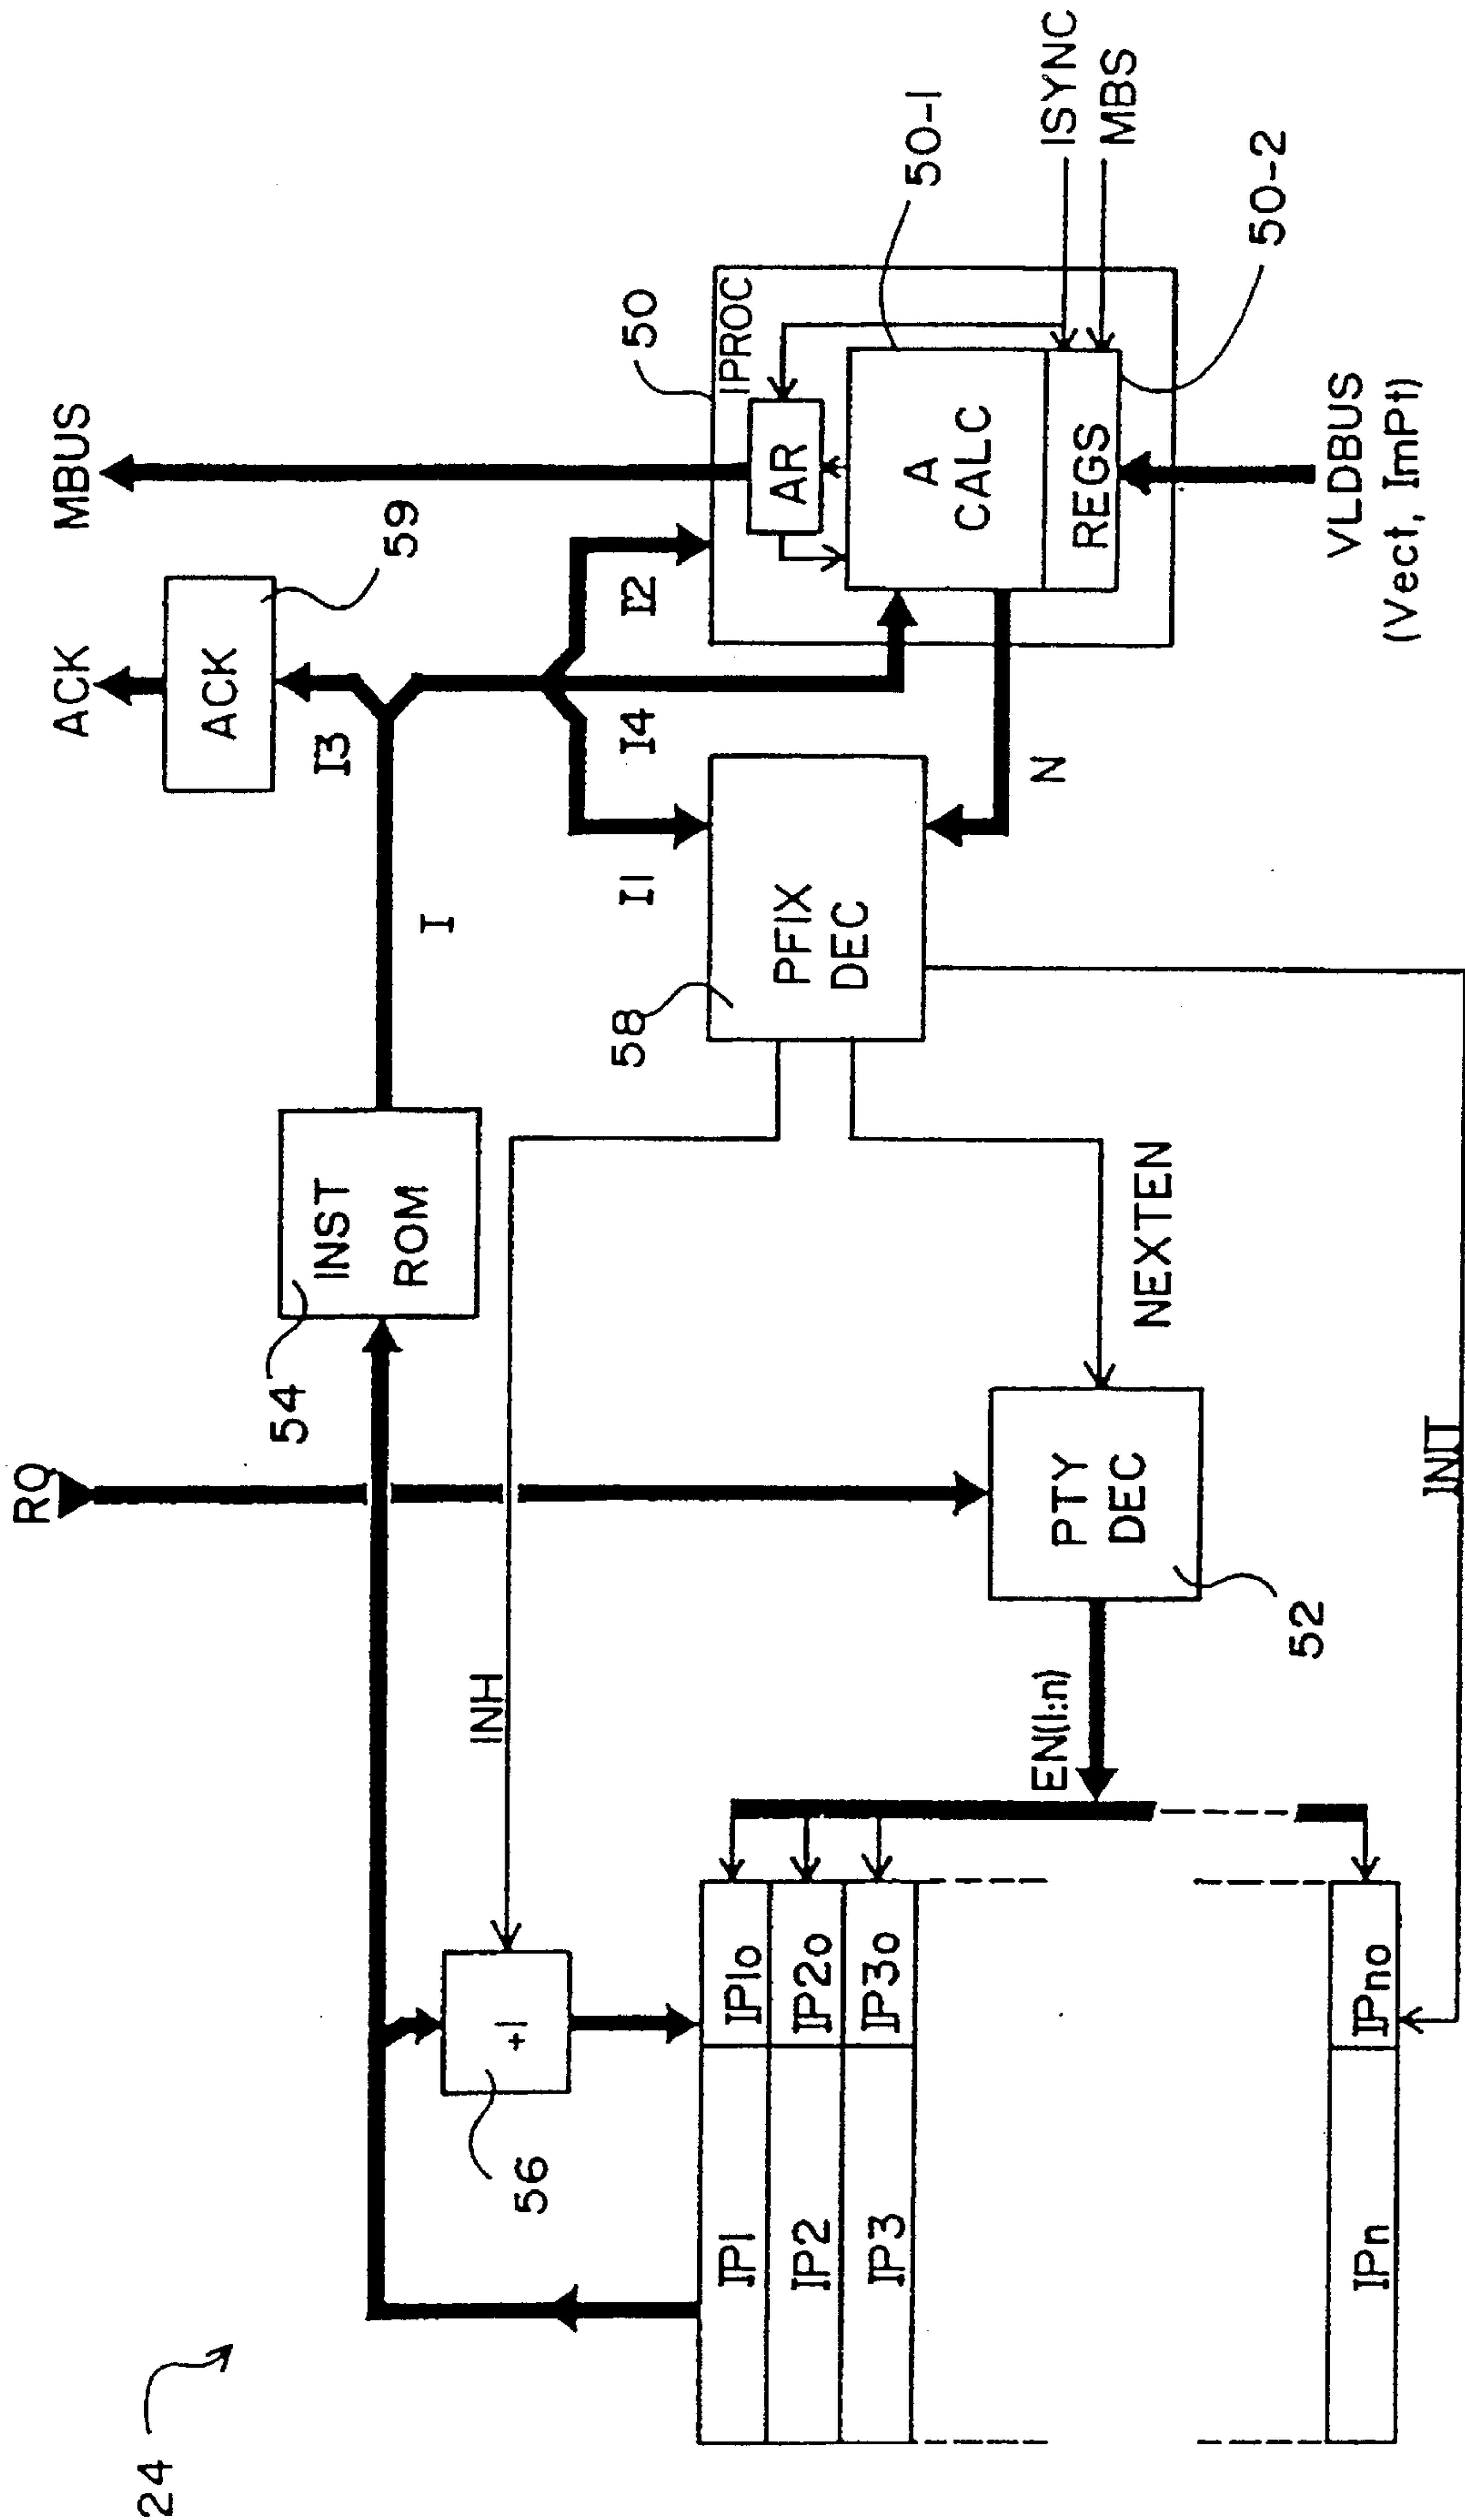 24
RQ
ACK
MBUS
54
INST
ROM
I
I3
ACK
59
56
+1
INH
58
PFIX
DEC
I1
I4
I2
50
IPROC
AR
A
CALC
REGS
50-1
ISYNC
MBS
50-2
N
VLDBUS
(Vect, ImPt)
NEXTEN
PTY
DEC
52
EN(1:n)
INIT
IP1
IP1o
IP2
IP2o
IP3
IP3o
IPn
IPno